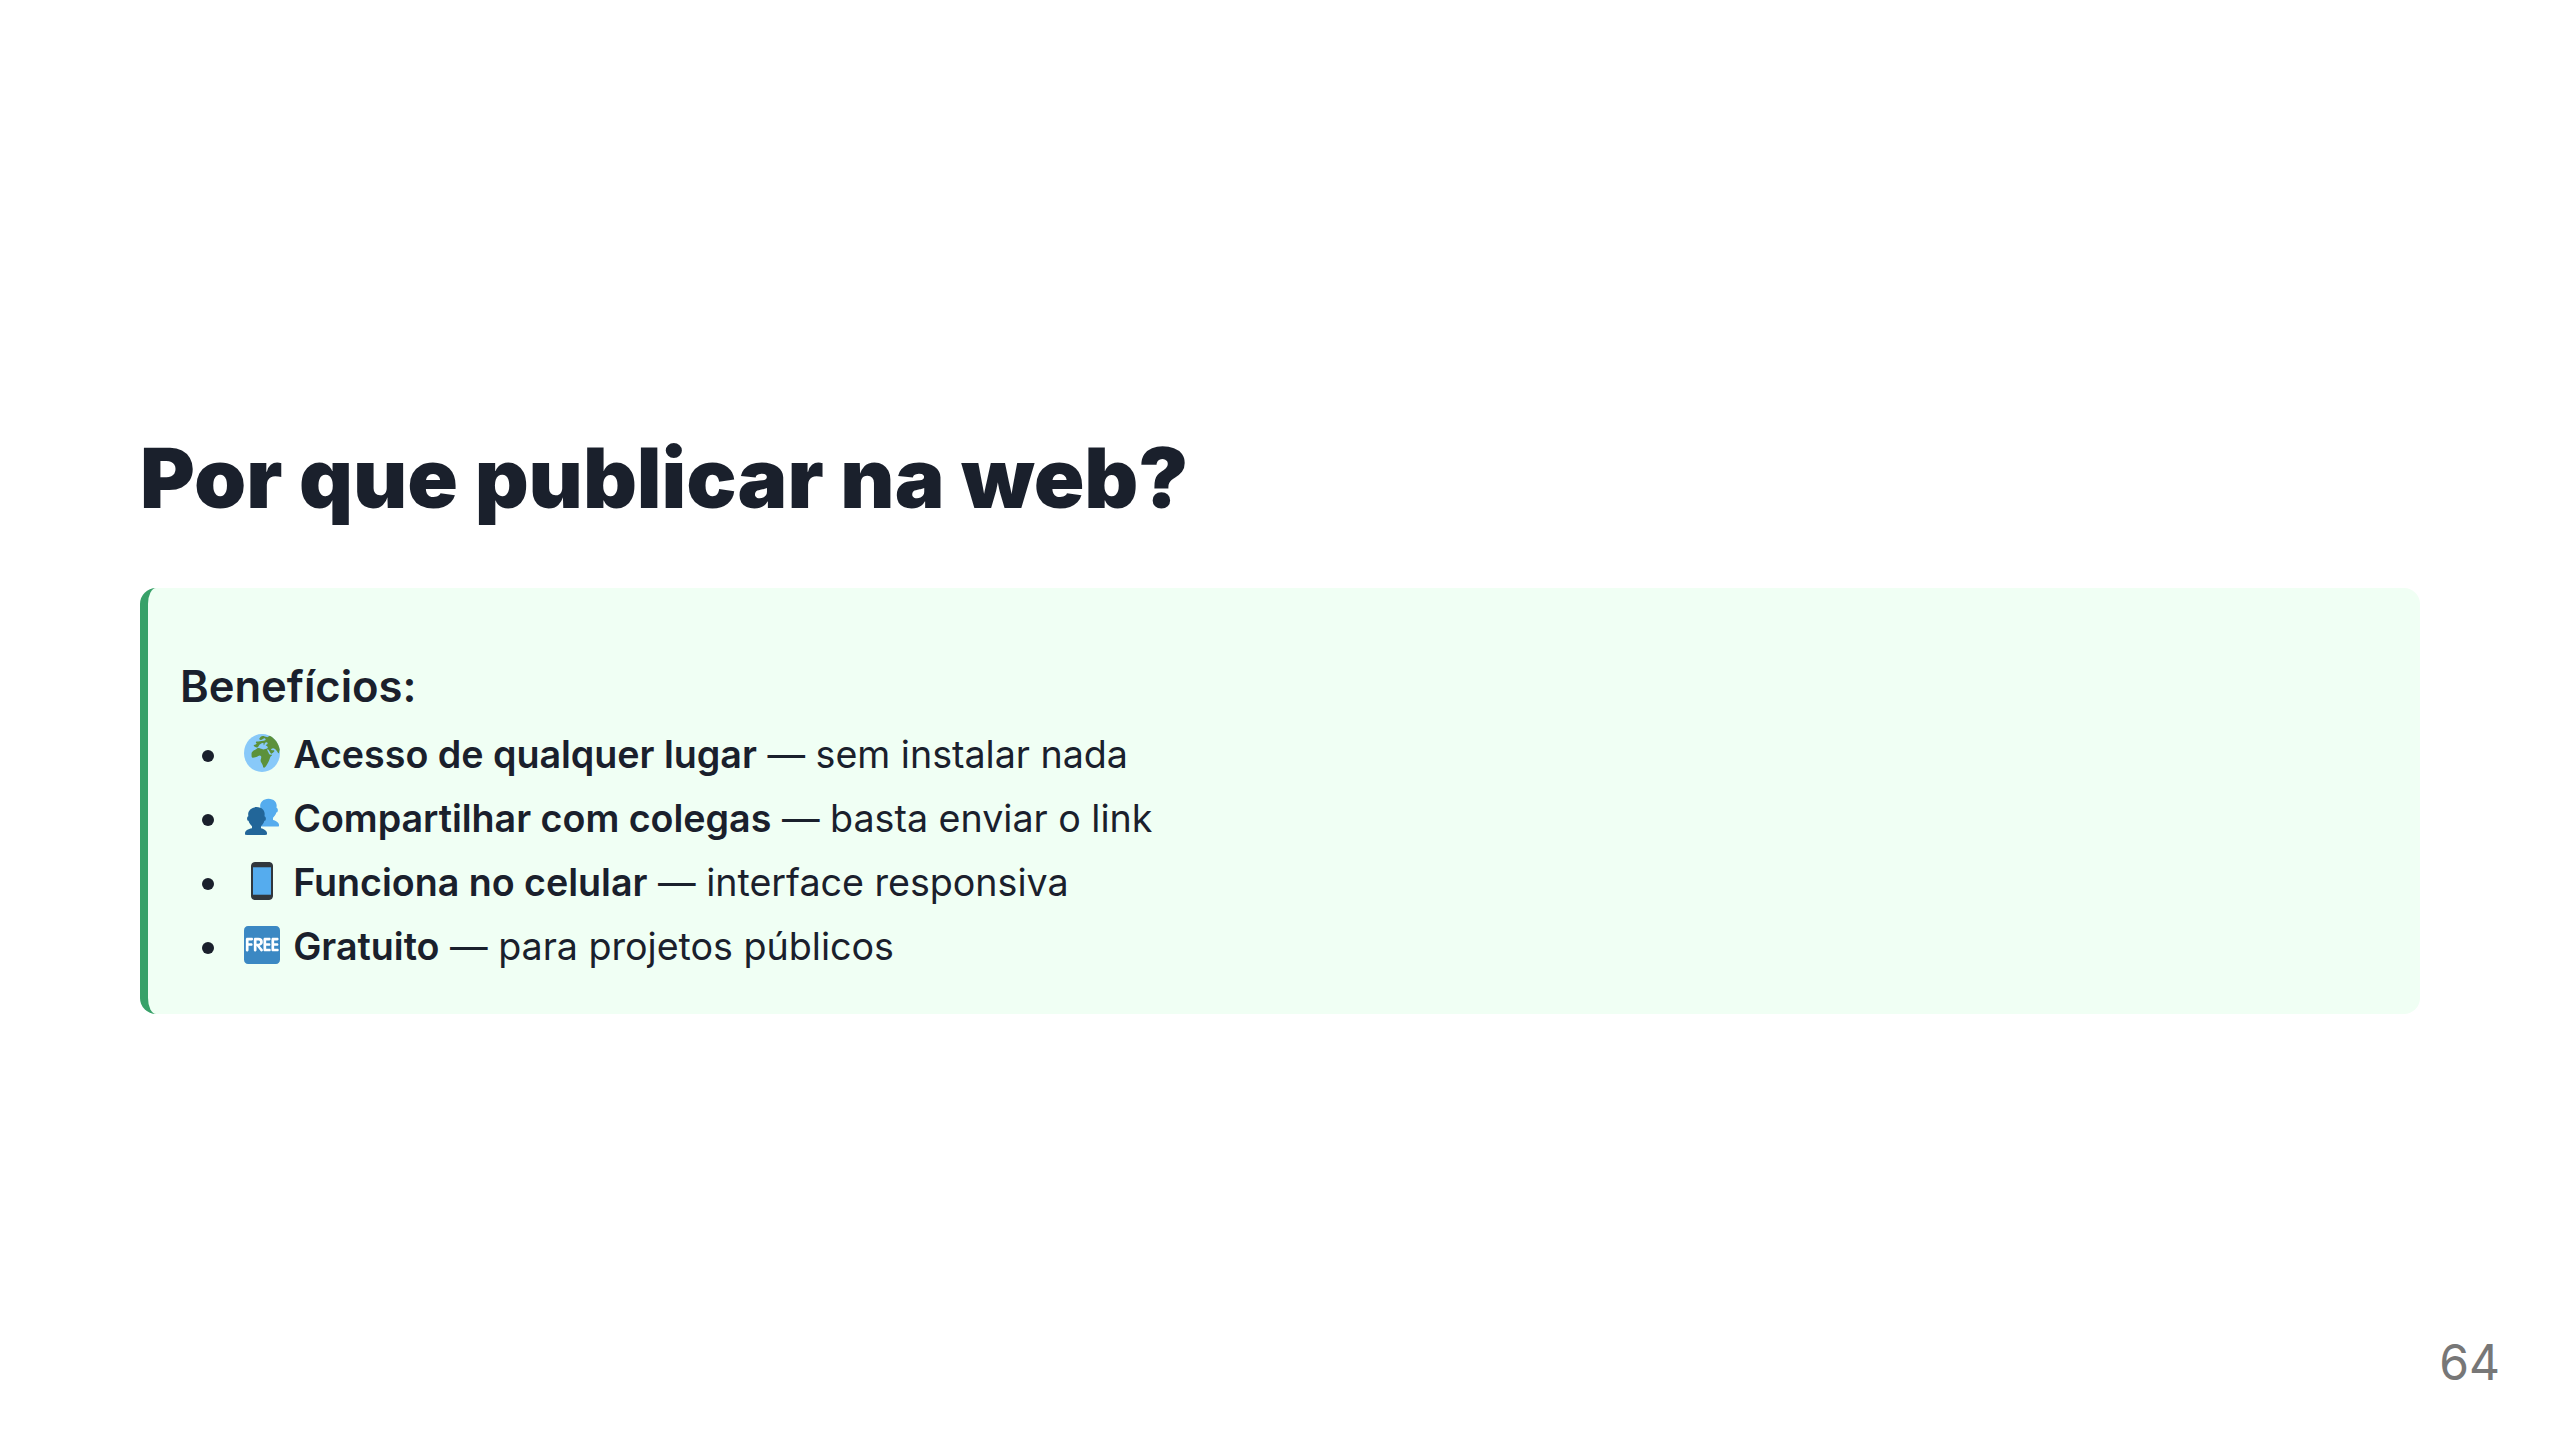 Por que publicar na web?
Benefícios:
• 🌍 Acesso de qualquer lugar — sem instalar nada
• 👥 Compartilhar com colegas — basta enviar o link
• 📱 Funciona no celular — interface responsiva
• 🆓 Gratuito — para projetos públicos
64